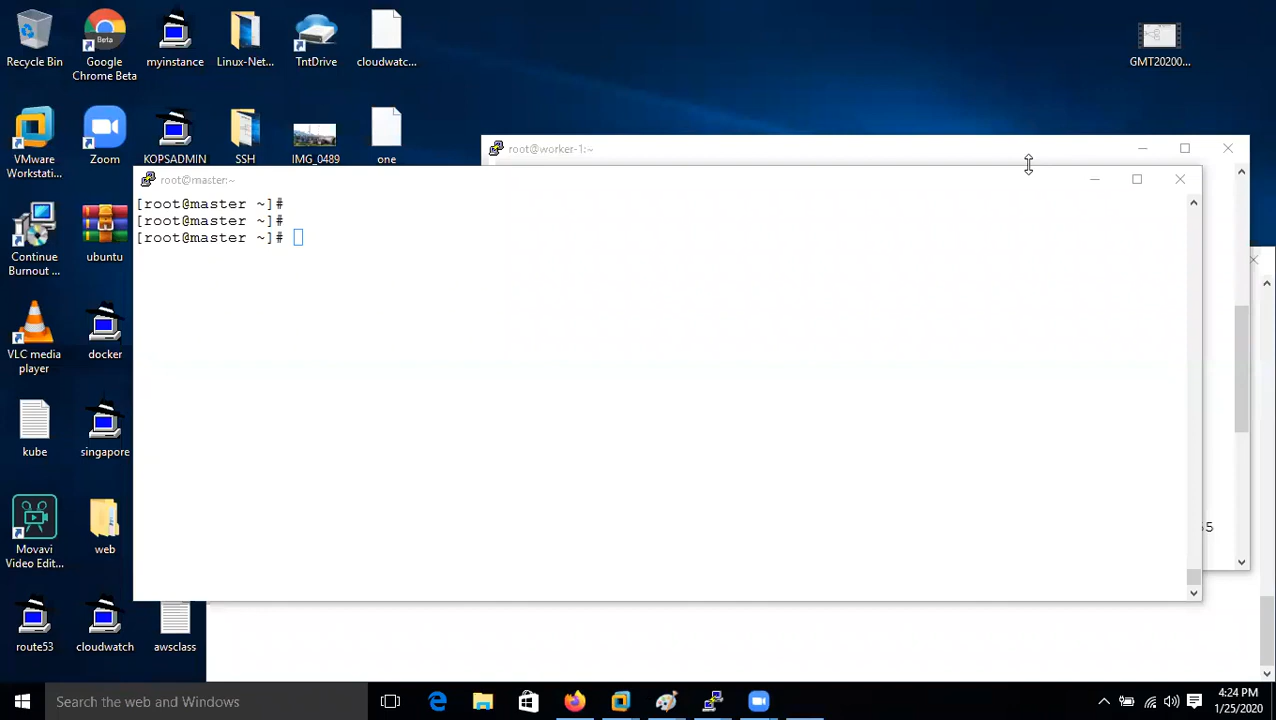 Recycle Bin
Google
Chrome Beta
Beta
myinstance
Linux-Net...
TntDrive
cloudwatc...
GMT20200...
VMware
Workstati...
Zoom
KOPSADMIN
SSH
IMG_0489
one
root@worker-1:~
root@master:~
[root@master ~]#
[root@master ~]#
[root@master ~]#
Continue
Burnout ...
ubuntu
VLC media
player
docker
kube
singapore
Movavi
Video Edit...
web
55
route53
cloudwatch
awsclass
Search the web and Windows
4:24 PM
1/25/2020